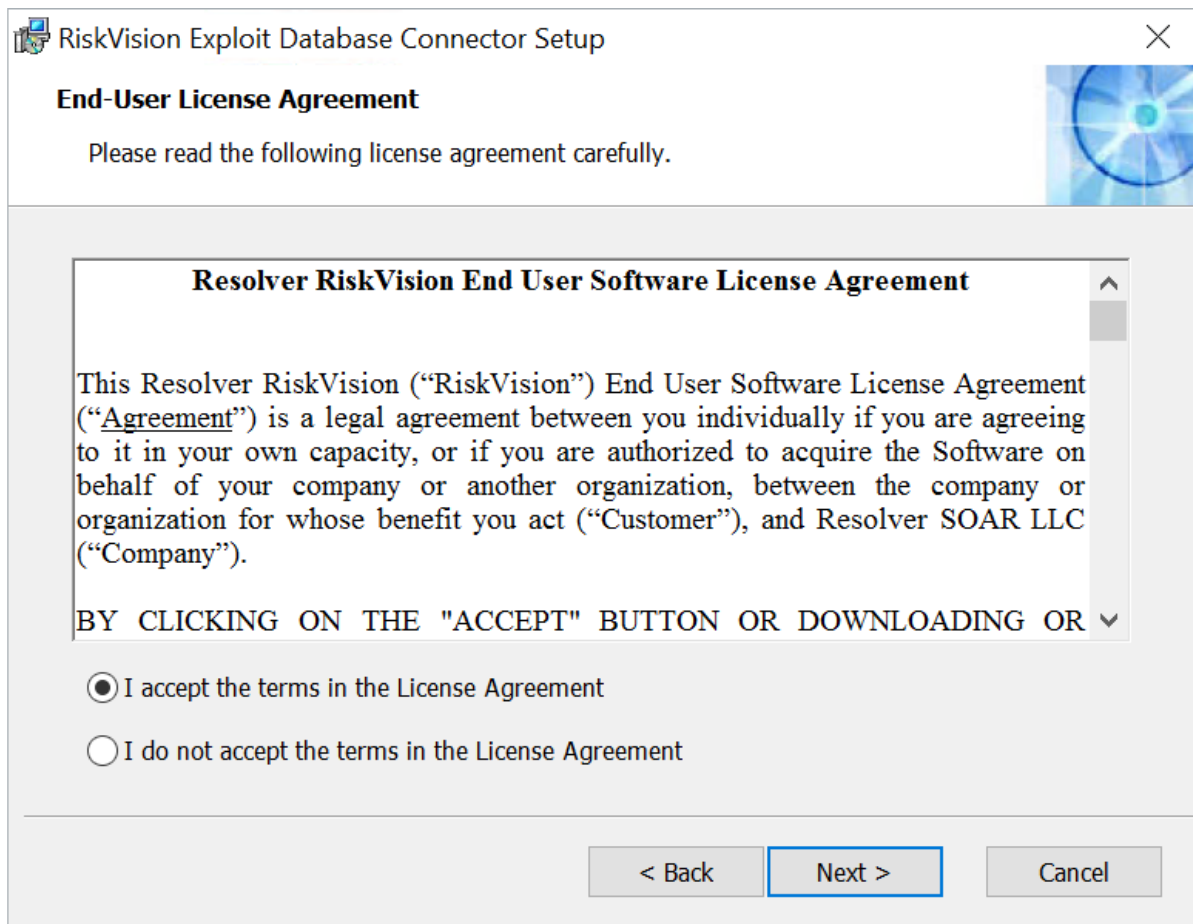 RiskVision Exploit Database Connector Setup
End-User License Agreement
Please read the following license agreement carefully.
Resolver RiskVision End User Software License Agreement
This Resolver RiskVision (“RiskVision”) End User Software License Agreement
(“Agreement”) is a legal agreement between you individually if you are agreeing
to it in your own capacity, or if you are authorized to acquire the Software on
behalf of your company or another organization, between the company or
organization for whose benefit you act (“Customer”), and Resolver SOAR LLC
(“Company”).
BY CLICKING ON THE "ACCEPT" BUTTON OR DOWNLOADING OR
I accept the terms in the License Agreement
I do not accept the terms in the License Agreement
< Back Next > Cancel